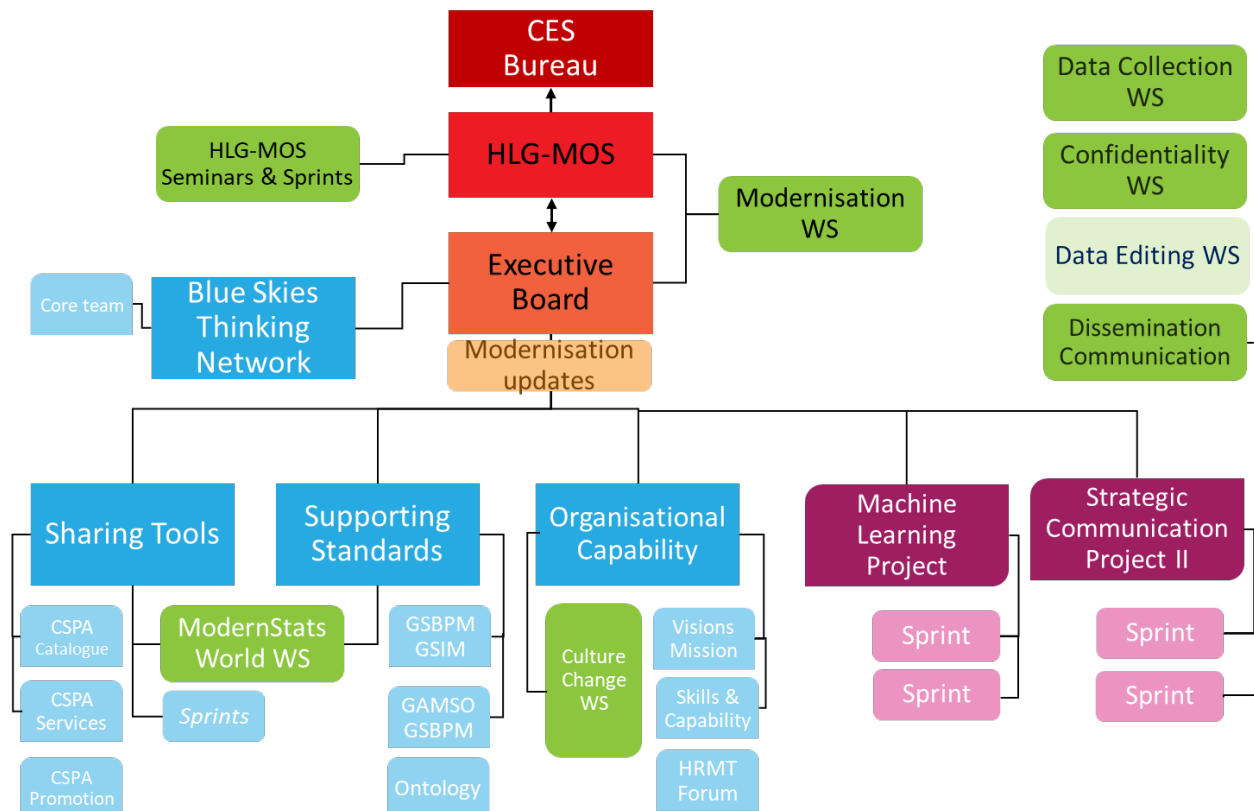 CES
Bureau
HLG-MOS
HLG-MOS
Seminars & Sprints
Modernisation
WS
Executive
Board
Core team
Blue Skies
Thinking
Network
Modernisation
updates
Data Collection
WS
Confidentiality
WS
Data Editing WS
Dissemination
Communication
Sharing Tools
Supporting
Standards
Organisational
Capability
Machine
Learning
Project
Strategic
Communication
Project II
CSPA
Catalogue
CSPA
Services
CSPA
Promotion
ModernStats
World WS
Sprints
GSBPM
GSIM
GAMSO
GSBPM
Ontology
Culture
Change
WS
Visions
Mission
Skills &
Capability
HRMT
Forum
Sprint
Sprint
Sprint
Sprint